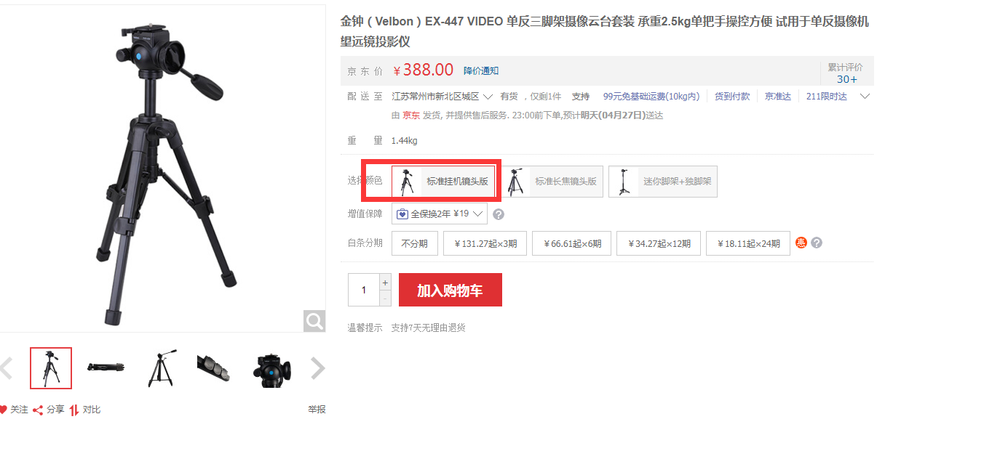 金钟（Velbon）EX-447 VIDEO 单反三脚架摄像云台套装 承重2.5kg单把手操控方便 试用于单反摄像机
望远镜投影仪
京 东 价 ￥388.00 降价通知
累计评价
30+
配 送 至 江苏常州市新北区城区 有货 ，仅剩1件 支持 99元免基础运费(10kg内) 货到付款 京准达 211限时达
由 京东 发货, 并提供售后服务. 23:00前下单,预计明天(04月27日)送达
重 量 1.44kg
选择颜色 标准挂机镜头版 标准长焦镜头版 迷你脚架+独脚架
增值保障 全保换2年 ¥19 ?
白条分期 不分期 ￥131.27起×3期 ￥66.61起×6期 ￥34.27起×12期 ￥18.11起×24期 惠 ?
1 + - 加入购物车
温馨提示 支持7天无理由退货
关注 分享 对比 举报